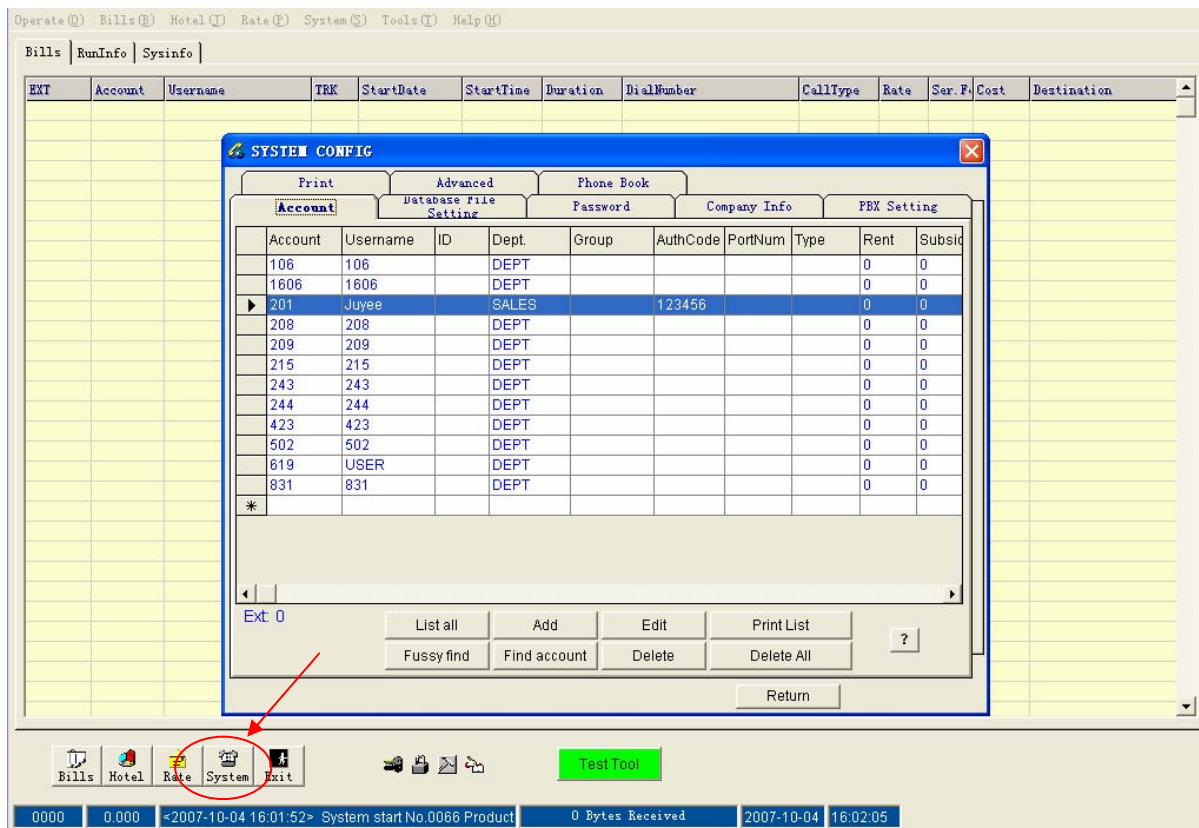 Operate(O) Bills(B) Hotel(I) Rate(P) System(S) Tools(T) Help(H)
Bills RunInfo Sysinfo
EXT Account Username TRK StartDate StartTime Duration DialNumber CallType Rate Ser.F Cost Destination
SYSTEM CONFIG
Print Advanced Phone Book
Account Database File Setting Password Company Info PBX Setting
Account Username ID Dept. Group AuthCode PortNum Type Rent Subsid
106 106 DEPT 0 0
1606 1606 DEPT 0 0
201 Juyee SALES 123456 0 0
208 208 DEPT 0 0
209 209 DEPT 0 0
215 215 DEPT 0 0
243 243 DEPT 0 0
244 244 DEPT 0 0
423 423 DEPT 0 0
502 502 DEPT 0 0
619 USER DEPT 0 0
831 831 DEPT 0 0
Ext: 0
List all Add Edit Print List ?
Fussy find Find account Delete Delete All
Return
Bills Hotel Rate System Exit Test Tool
0000 0.000 <2007-10-04 16:01:52> System start No.0066 Product 0 Bytes Received 2007-10-04 16:02:05